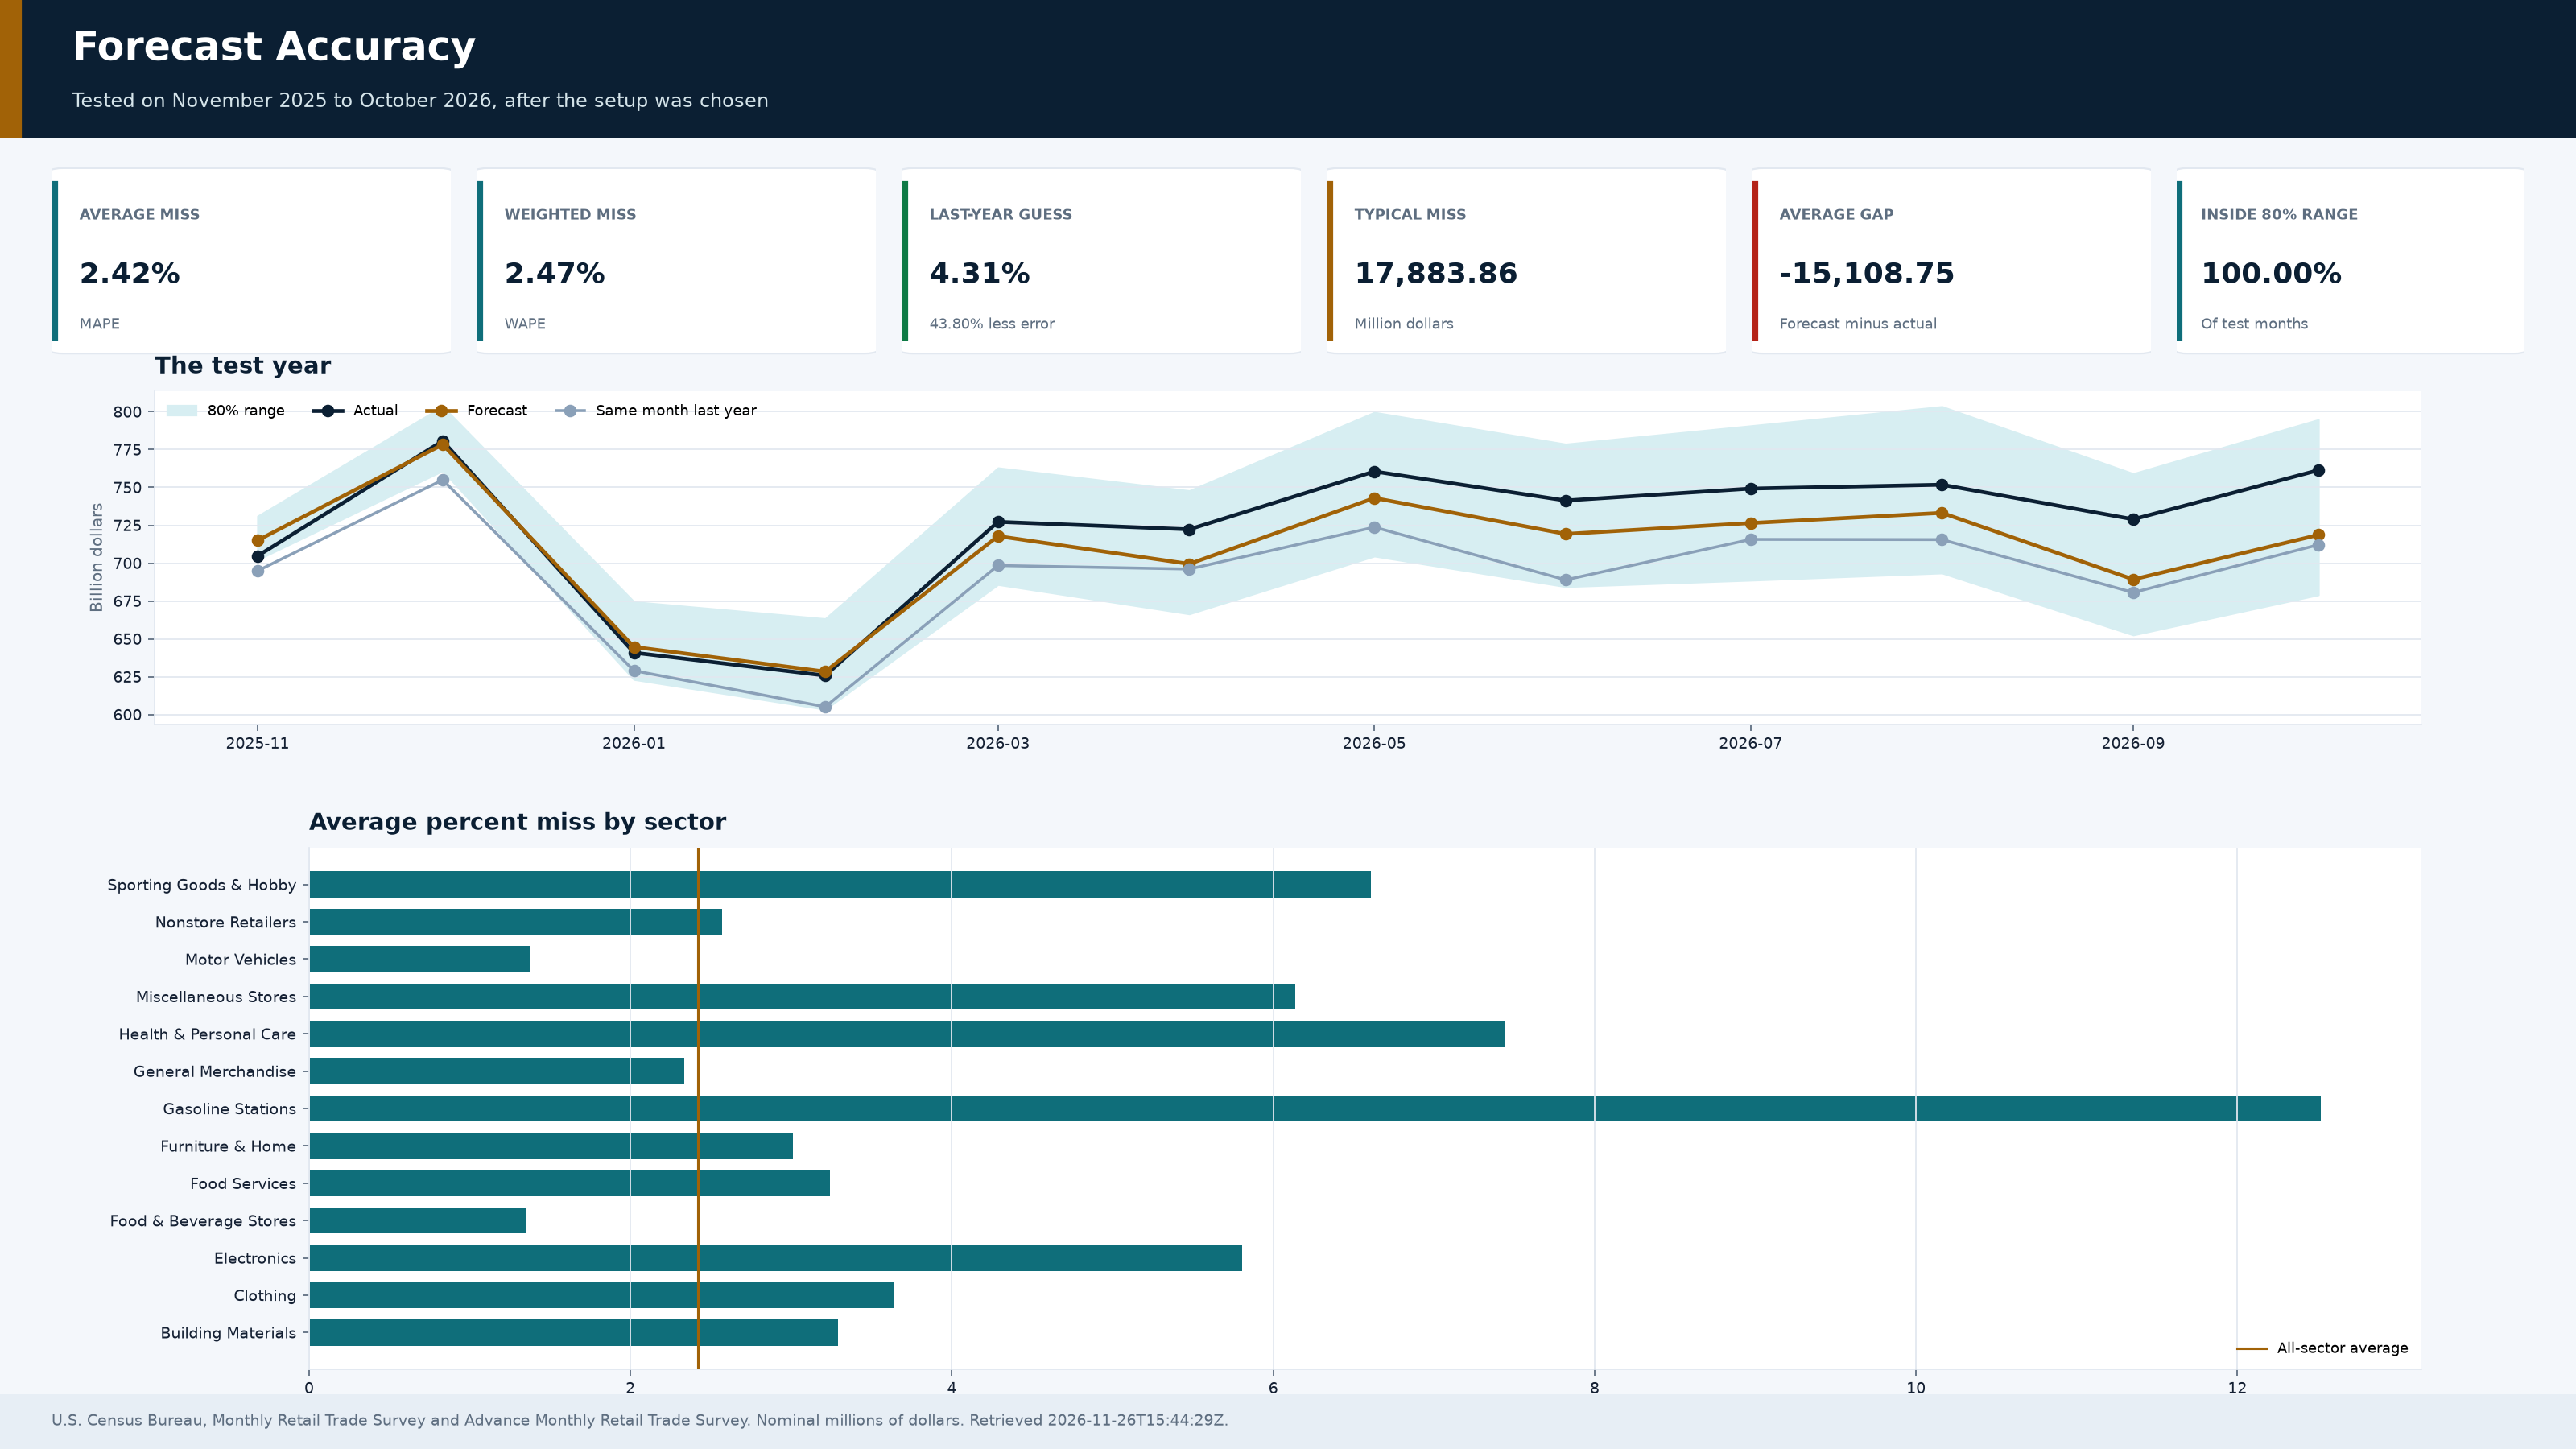 Forecast Accuracy
Tested on November 2025 to October 2026, after the setup was chosen
AVERAGE MISS
2.42%
MAPE
WEIGHTED MISS
2.47%
WAPE
LAST-YEAR GUESS
4.31%
43.80% less error
TYPICAL MISS
17,883.86
Million dollars
AVERAGE GAP
-15,108.75
Forecast minus actual
INSIDE 80% RANGE
100.00%
Of test months
The test year
80% range
Actual
Forecast
Same month last year
Billion dollars
800
775
750
725
700
675
650
625
600
2025-11
2026-01
2026-03
2026-05
2026-07
2026-09
Average percent miss by sector
Sporting Goods & Hobby
Nonstore Retailers
Motor Vehicles
Miscellaneous Stores
Health & Personal Care
General Merchandise
Gasoline Stations
Furniture & Home
Food Services
Food & Beverage Stores
Electronics
Clothing
Building Materials
All-sector average
0
2
4
6
8
10
12
U.S. Census Bureau, Monthly Retail Trade Survey and Advance Monthly Retail Trade Survey. Nominal millions of dollars. Retrieved 2026-11-26T15:44:29Z.